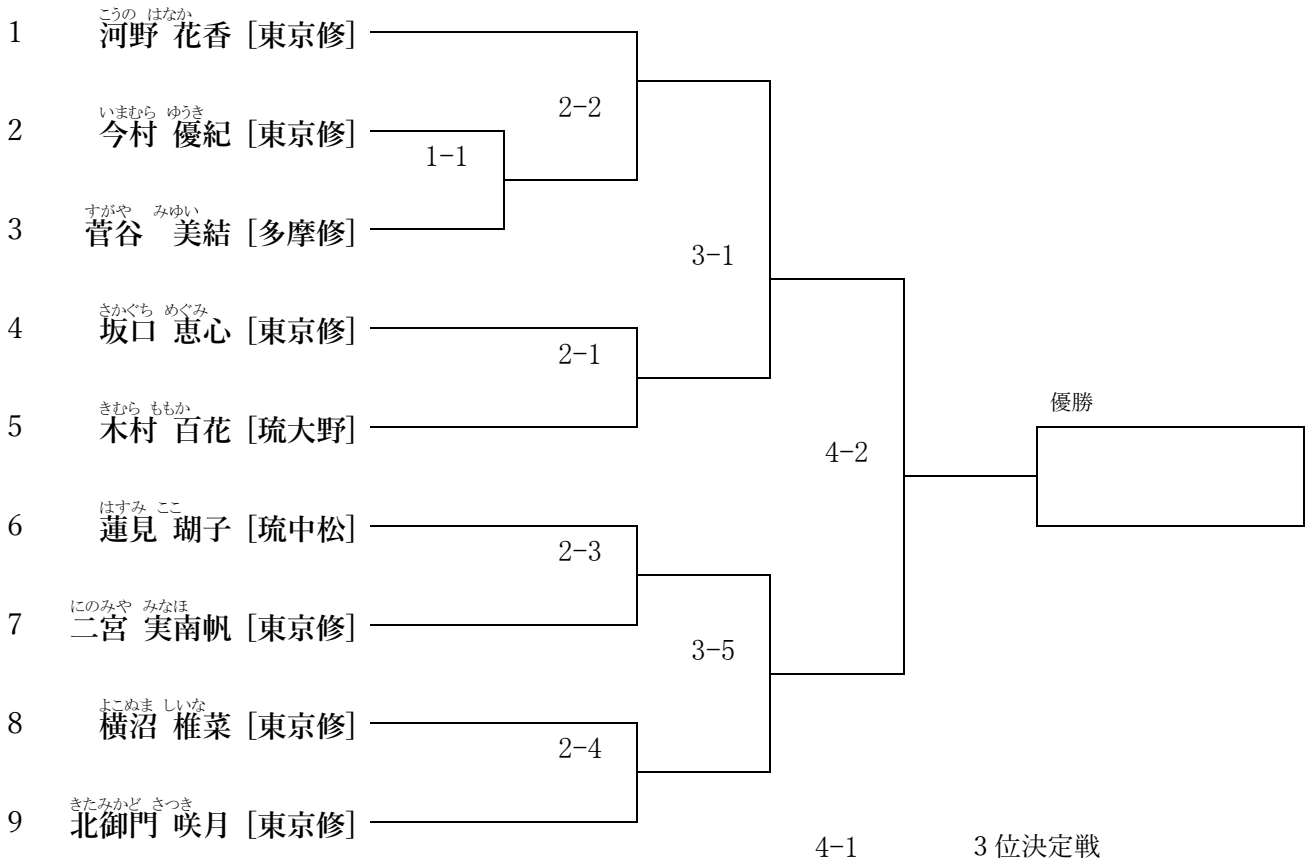 こうの はなか
1 河野 花香 [東京修]
2-2
いまむら ゆうき
2 今村 優紀 [東京修]
1-1
すがや みゆい
3 菅谷 美結 [多摩修]
3-1
さかぐち めぐみ
4 坂口 恵心 [東京修]
2-1
きむら ももか
5 木村 百花 [琉大野]
優勝
4-2
はすみ ここ
6 蓮見 瑚子 [琉中松]
2-3
にのみや みなほ
7 二宮 実南帆 [東京修]
3-5
よこぬま しいな
8 横沼 椎菜 [東京修]
2-4
きたみかど さつき
9 北御門 咲月 [東京修]
4-1 3位決定戦